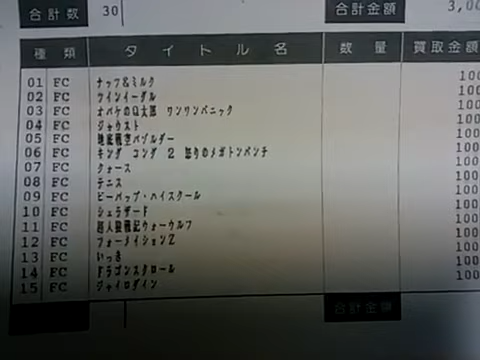 合計数 30 合計金額 3,00
種類 タイトル名 数量 買取金額
01 FC ナッツ&ミルク 100
02 FC ツインイーグル 100
03 FC オバケのQ太郎 ワンワンパニック 100
04 FC ジャウスト 100
05 FC 地底戦空バゾルダー 100
06 FC キング コング 2 怒りのメガトンパンチ 100
07 FC クォース 100
08 FC テニス 100
09 FC ビーバップ・ハイスクール 100
10 FC シェラザード 100
11 FC 超人狼戦記ウォーウルフ 100
12 FC フォーメイションZ 100
13 FC いっき 100
14 FC ドラゴンスクロール 100
15 FC ジャイロダイン 100
合計金額